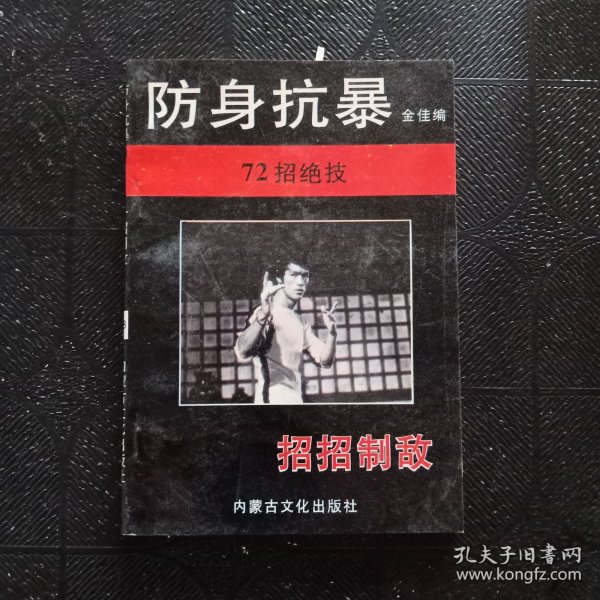 防身抗暴 金佳编
72招绝技
招招制敌
内蒙古文化出版社
孔夫子旧书网
www.kongfz.com